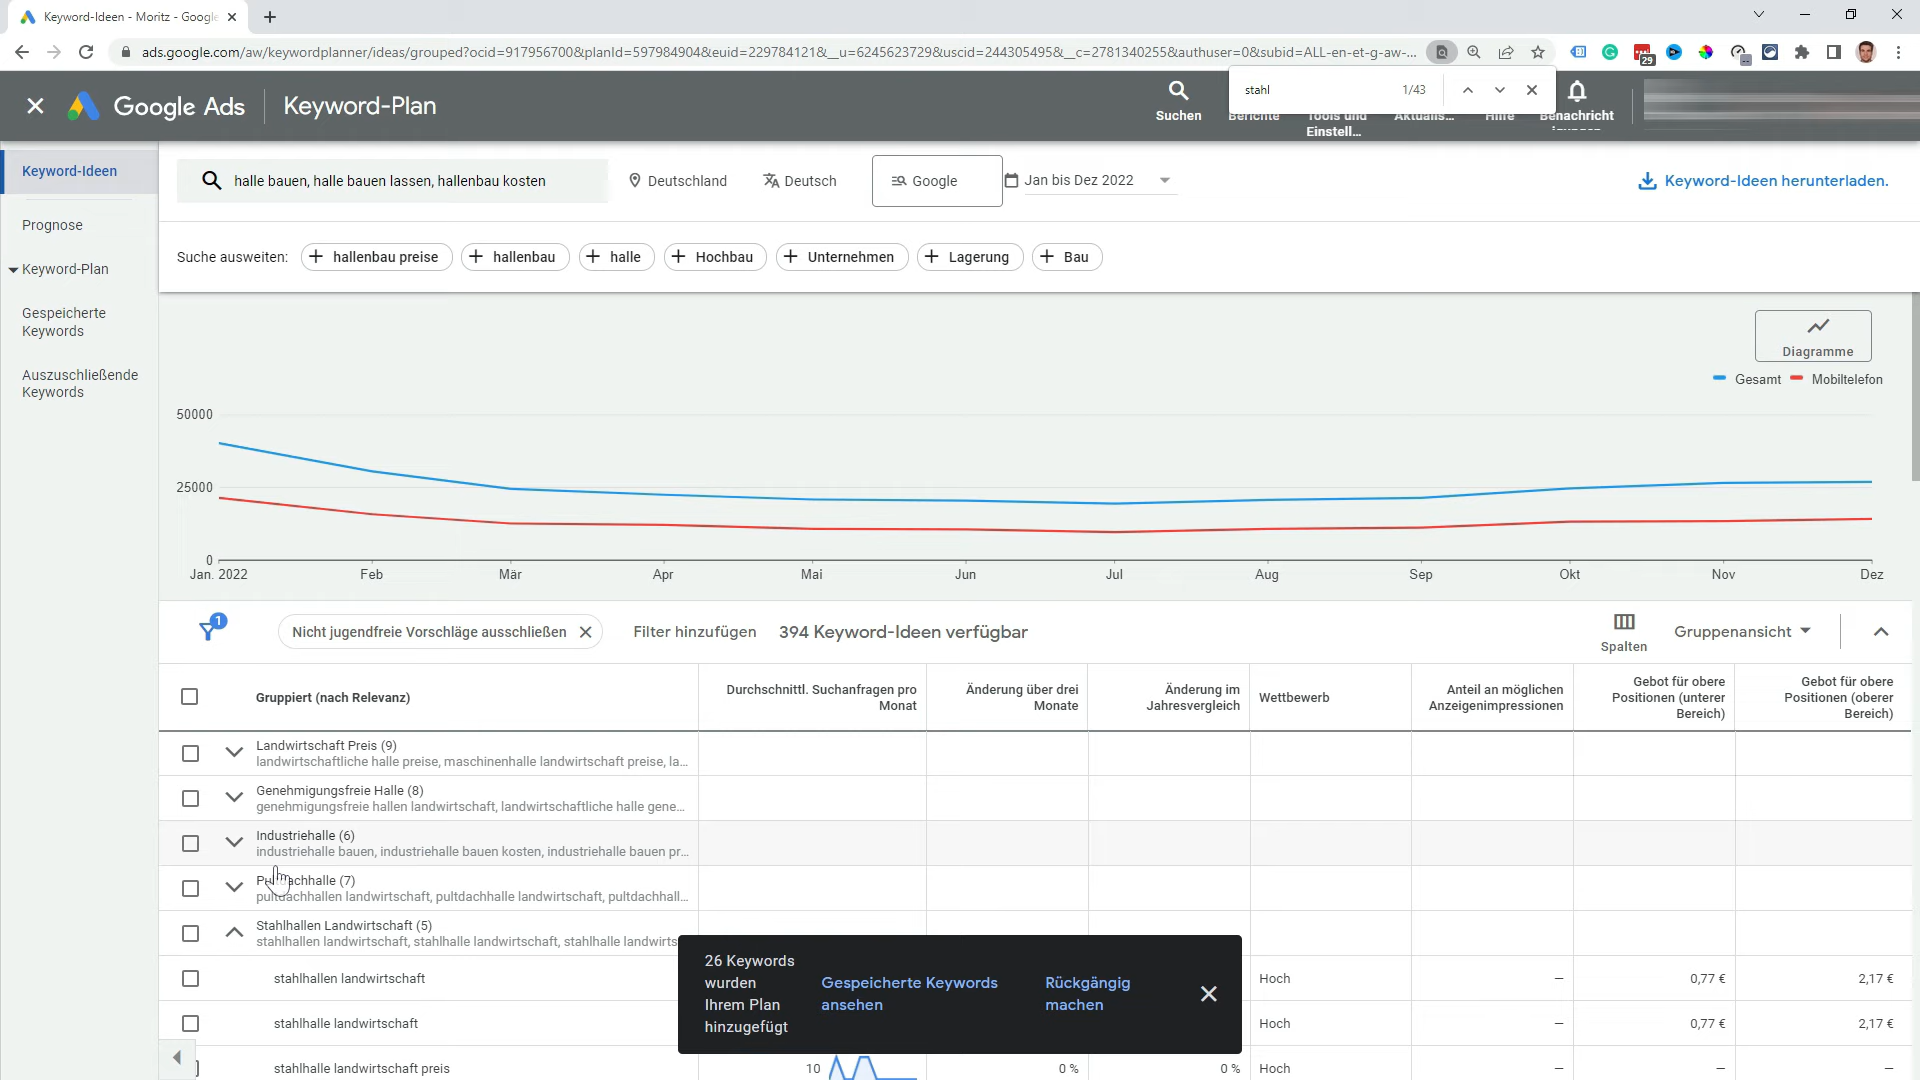 Keyword-Ideen - Moritz - Google
ads.google.com/aw/keywordplanner/ideas/grouped?ocid=917956700&planId=597984904&euid=229784121&__u=6245623729&uscid=244305495&__c=2781340255&authuser=0&subid=ALL-en-et-g-aw-...
29
stahl 1/43
Google Ads Keyword-Plan
Suchen Berichte Tools und Einstell... Aktualis... Hilfe Benachricht
Keyword-Ideen
Prognose
Keyword-Plan
Gespeicherte
Keywords
Auszuschließende
Keywords
halle bauen, halle bauen lassen, hallenbau kosten Deutschland Deutsch Google Jan bis Dez 2022 Keyword-Ideen herunterladen.
Suche ausweiten: hallenbau preise hallenbau halle Hochbau Unternehmen Lagerung Bau
Diagramme
Gesamt Mobiltelefon
50000
25000
0
Jan. 2022 Feb Mär Apr Mai Jun Jul Aug Sep Okt Nov Dez
1
Nicht jugendfreie Vorschläge ausschließen Filter hinzufügen 394 Keyword-Ideen verfügbar Spalten Gruppenansicht
Gruppiert (nach Relevanz)
Durchschnittl. Suchanfragen pro
Monat
Änderung über drei
Monate
Änderung im
Jahresvergleich
Wettbewerb
Anteil an möglichen
Anzeigenimpressionen
Gebot für obere
Positionen (unterer
Bereich)
Gebot für obere
Positionen (oberer
Bereich)
Landwirtschaft Preis (9)
landwirtschaftliche halle preise, maschinenhalle landwirtschaft preise, la...
Genehmigungsfreie Halle (8)
genehmigungsfreie hallen landwirtschaft, landwirtschaftliche halle gene...
Industriehalle (6)
industriehalle bauen, industriehalle bauen kosten, industriehalle bauen pr...
Pultdachhalle (7)
pultdachhallen landwirtschaft, pultdachhalle landwirtschaft, pultdachhall...
Stahlhallen Landwirtschaft (5)
stahlhallen landwirtschaft, stahlhalle landwirtschaft, stahlhalle landwirts
stahlhallen landwirtschaft Hoch – 0,77 € 2,17 €
stahlhalle landwirtschaft Hoch – 0,77 € 2,17 €
stahlhalle landwirtschaft preis 10 0 % 0 % Hoch – – –
26 Keywords
wurden
Ihrem Plan
hinzugefügt
Gespeicherte Keywords
ansehen
Rückgängig
machen